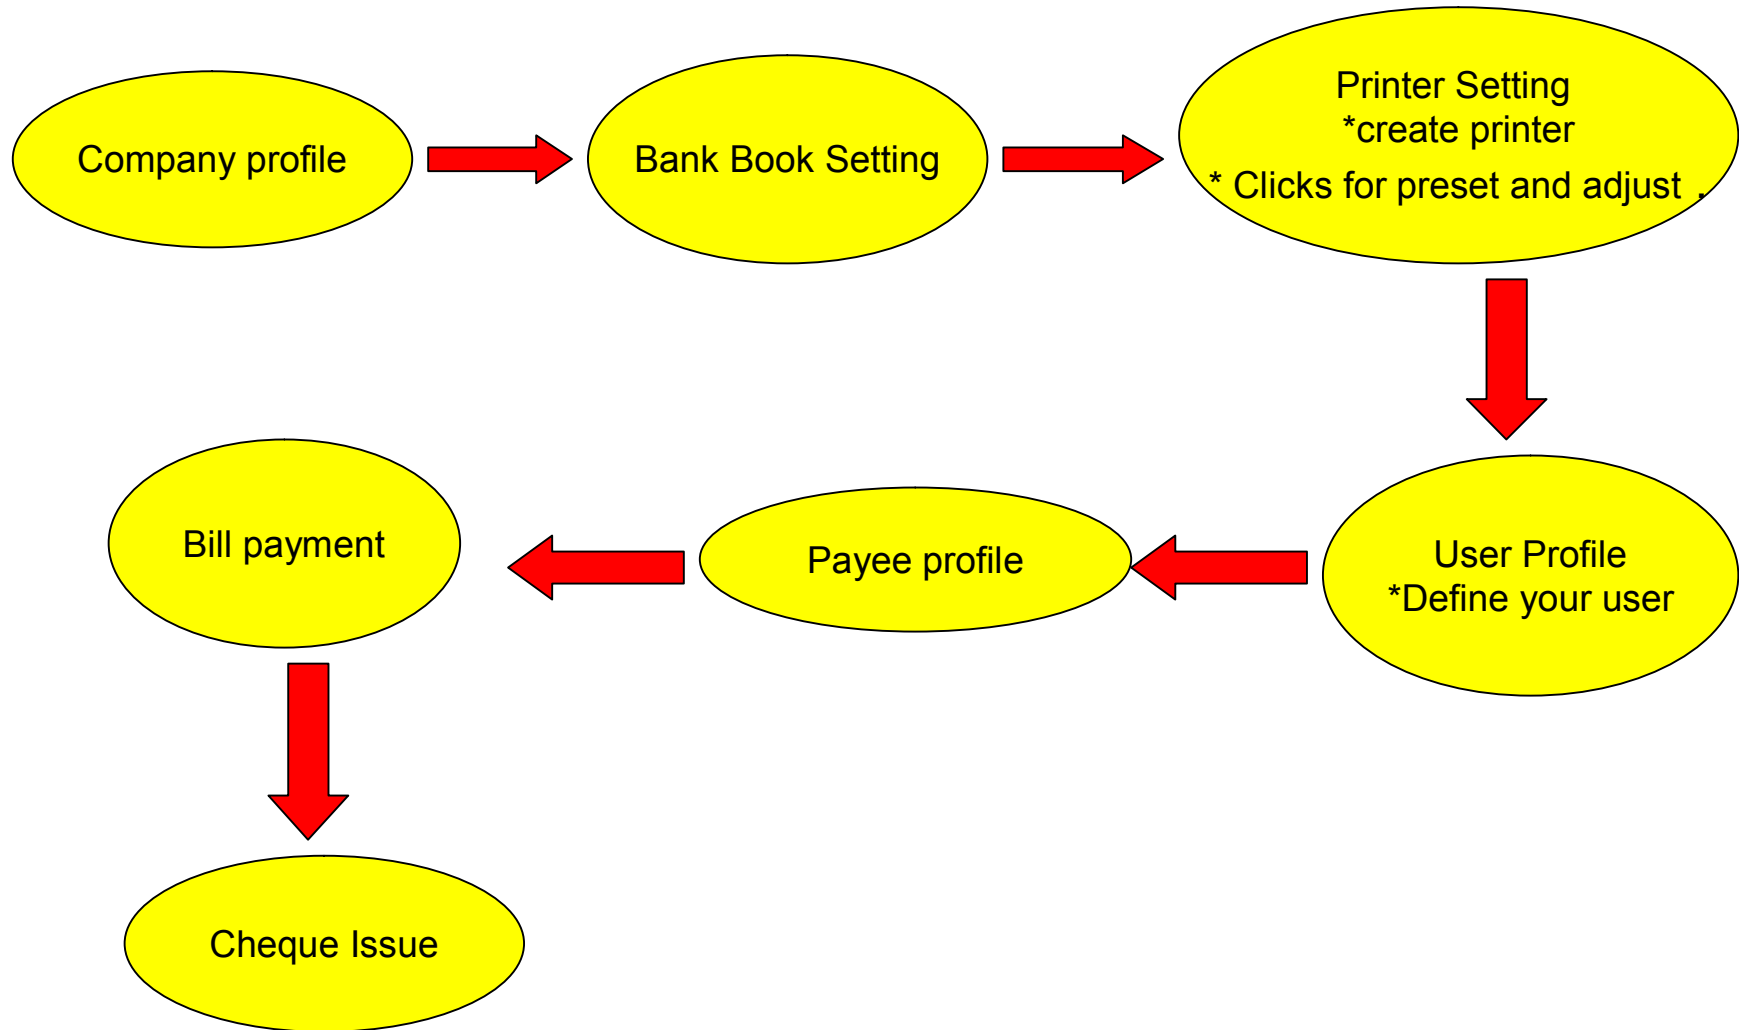 Company profile
Bank Book Setting
Printer Setting
*create printer
* Clicks for preset and adjust .
User Profile
*Define your user
Payee profile
Bill payment
Cheque Issue